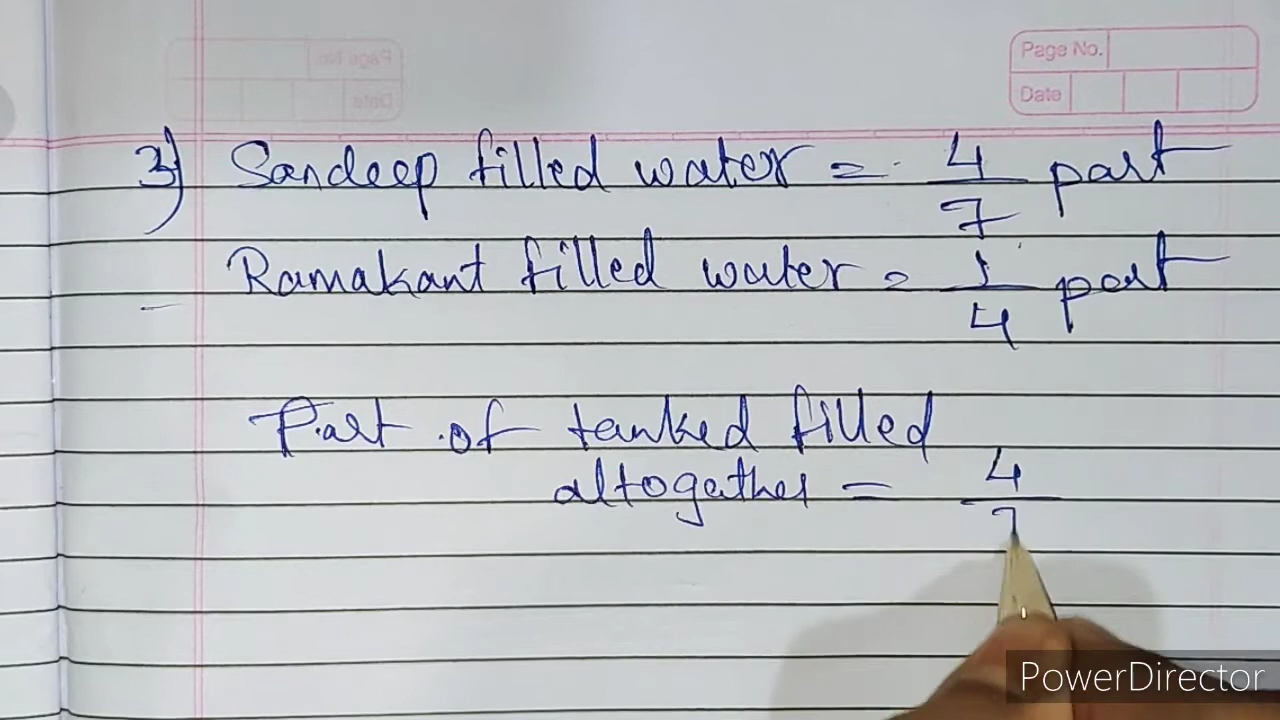 Page No.
Date
3) Sandeep filled water = 4/7 part
Ramakant filled water = 1/4 part
Part of tanked filled
altogather = 4/7
PowerDirector